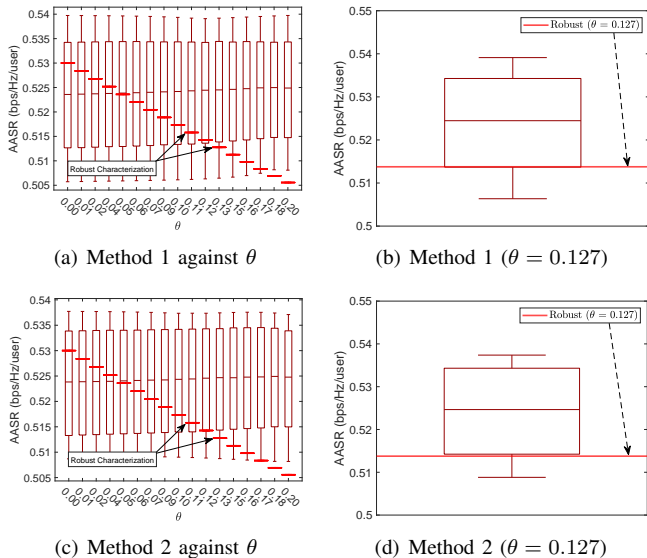 0.54
0.535
0.53
0.525
0.52
0.515
0.51
0.505
AASR (bps/Hz/user)
Robust Characterization
0.00 0.01 0.02 0.04 0.05 0.06 0.07 0.09 0.10 0.11 0.12 0.13 0.15 0.16 0.17 0.18 0.20
θ
(a) Method 1 against θ
0.55
0.54
0.53
0.52
0.51
0.5
AASR (bps/Hz/user)
Robust (θ = 0.127)
(b) Method 1 (θ = 0.127)
0.54
0.535
0.53
0.525
0.52
0.515
0.51
0.505
AASR (bps/Hz/user)
Robust Characterization
0.00 0.01 0.02 0.04 0.05 0.06 0.07 0.09 0.10 0.11 0.12 0.13 0.15 0.16 0.17 0.18 0.20
θ
(c) Method 2 against θ
0.55
0.54
0.53
0.52
0.51
0.5
AASR (bps/Hz/user)
Robust (θ = 0.127)
(d) Method 2 (θ = 0.127)